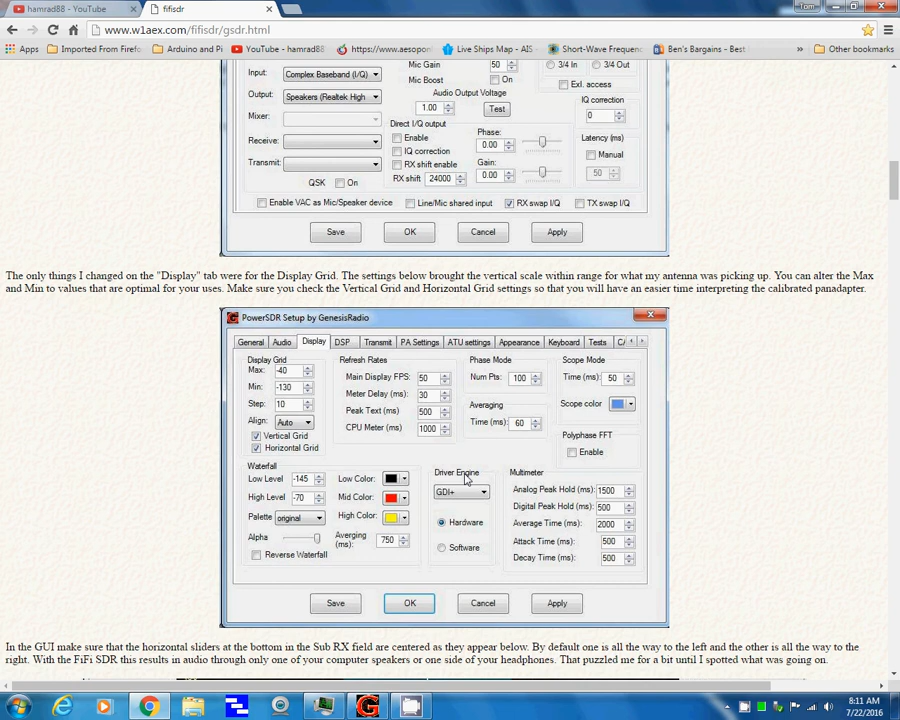 hamrad88 - YouTube
fifisdr
Tom
www.w1aex.com/fifisdr/gsdr.html
Apps
Imported From Firefo
Arduino and Pi
YouTube - hamrad88
https://www.aesopon
Live Ships Map - AIS
Short-Wave Frequenc
Ben's Bargains - Best
»
Other bookmarks
Input: Complex Baseband (I/Q)
Mic Gain 50
3/4 In 3/4 Out
Mic Boost On
Exl. access
Output: Speakers (Realtek High
Audio Output Voltage
1.00 Test
IQ correction
0
Mixer:
Direct I/Q output
Enable
Phase:
0.00
Receive:
IQ correction
Latency (ms)
Manual
50
Transmit:
RX shift enable
Gain:
0.00
QSK On
RX shift 24000
Enable VAC as Mic/Speaker device
Line/Mic shared input
RX swap I/Q
TX swap I/Q
Save OK Cancel Apply
The only things I changed on the "Display" tab were for the Display Grid. The settings below brought the vertical scale within range for what my antenna was picking up. You can alter the Max
and Min to values that are optimal for your uses. Make sure you check the Vertical Grid and Horizontal Grid settings so that you will have an easier time interpreting the calibrated panadapter.
PowerSDR Setup by GenesisRadio
General Audio Display DSP Transmit PA Settings ATU settings Appearance Keyboard Tests CA
Display Grid
Max: -40
Min: -130
Step: 10
Align: Auto
Vertical Grid
Horizontal Grid
Refresh Rates
Main Display FPS: 50
Meter Delay (ms): 30
Peak Text (ms) 500
CPU Meter (ms) 1000
Phase Mode
Num Pts: 100
Averaging
Time (ms): 60
Scope Mode
Time (ms): 50
Scope color
Polyphase FFT
Enable
Waterfall
Low Level -145
Low Color:
High Level -70
Mid Color:
Palette original
High Color:
Alpha
Averging
(ms): 750
Reverse Waterfall
Driver Engine
GDI+
Hardware
Software
Multimeter
Analog Peak Hold (ms): 1500
Digital Peak Hold (ms): 500
Average Time (ms): 2000
Attack Time (ms): 500
Decay Time (ms): 500
Save OK Cancel Apply
In the GUI make sure that the horizontal sliders at the bottom in the Sub RX field are centered as they appear below. By default one is all the way to the left and the other is all the way to the
right. With the FiFi SDR this results in audio through only one of your computer speakers or one side of your headphones. That puzzled me for a bit until I spotted what was going on.
8:11 AM
7/22/2016